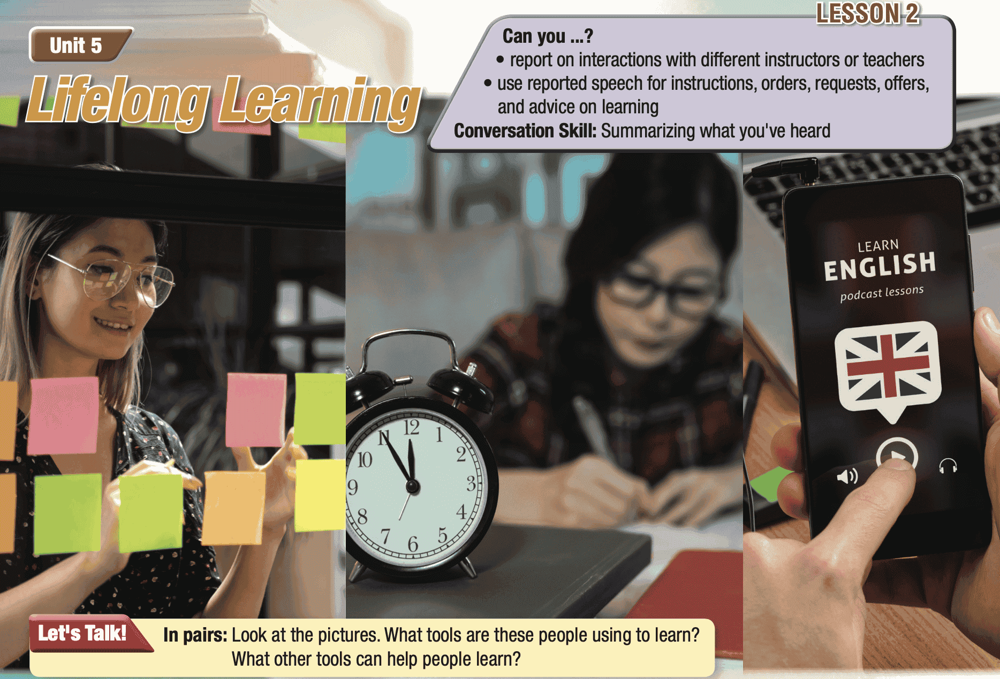 LESSON 2
Unit 5
Lifelong Learning
Can you ...?
• report on interactions with different instructors or teachers
• use reported speech for instructions, orders, requests, offers,
and advice on learning
Conversation Skill: Summarizing what you've heard
12
1
2
3
4
5
6
7
8
9
10
11
LEARN
ENGLISH
podcast lessons
Let's Talk!
In pairs: Look at the pictures. What tools are these people using to learn?
What other tools can help people learn?